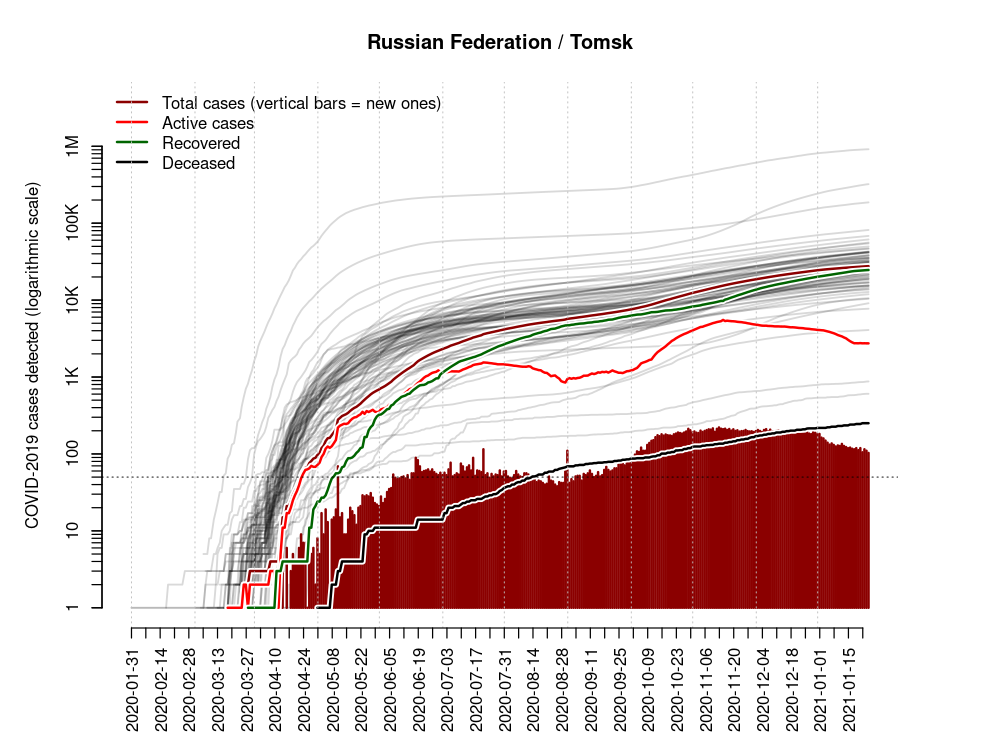 Russian Federation / Tomsk
Total cases (vertical bars = new ones)
Active cases
Recovered
Deceased
COVID-2019 cases detected (logarithmic scale)
1M
100K
10K
1K
100
10
1
2020-01-31
2020-02-14
2020-02-28
2020-03-13
2020-03-27
2020-04-10
2020-04-24
2020-05-08
2020-05-22
2020-06-05
2020-06-19
2020-07-03
2020-07-17
2020-07-31
2020-08-14
2020-08-28
2020-09-11
2020-09-25
2020-10-09
2020-10-23
2020-11-06
2020-11-20
2020-12-04
2020-12-18
2021-01-01
2021-01-15